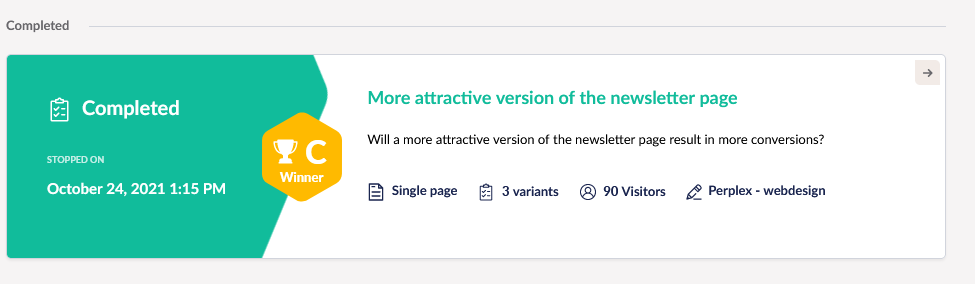 Completed
Completed
STOPPED ON
October 24, 2021 1:15 PM
C
Winner
More attractive version of the newsletter page
Will a more attractive version of the newsletter page result in more conversions?
Single page 3 variants 90 Visitors Perplex - webdesign